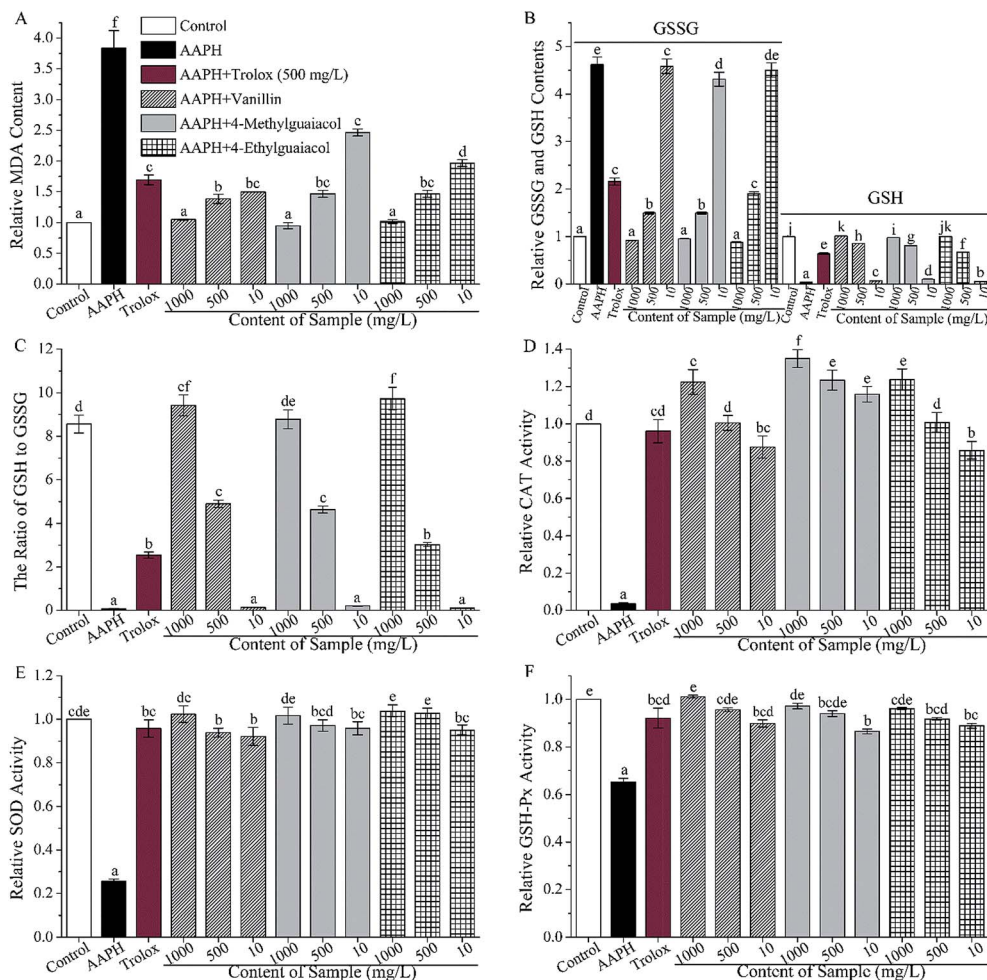 A
Relative MDA Content
4.0
3.5
3.0
2.5
2.0
1.5
1.0
0.5
0.0
Control
AAPH
AAPH+Trolox (500 mg/L)
AAPH+Vanillin
AAPH+4-Methylguaiacol
AAPH+4-Ethylguaiacol
a f c a b bc a bc c a bc d
Control AAPH Trolox 1000 500 10 1000 500 10 1000 500 10
Content of Sample (mg/L)
B
Relative GSSG and GSH Contents
5
4
3
2
1
0
GSSG
a e c a b c a b d a c de
GSH
i a e k h c i g d jk f b
Control AAPH Trolox 1000 500 10 1000 500 10 1000 500 10 Control AAPH Trolox 1000 500 10 1000 500 10 1000 500 10
Content of Sample (mg/L) Content of Sample (mg/L)
C
The Ratio of GSH to GSSG
12
10
8
6
4
2
0
d a b cf c a de c a f b a
Control AAPH Trolox 1000 500 10 1000 500 10 1000 500 10
Content of Sample (mg/L)
D
Relative CAT Activity
1.4
1.2
1.0
0.8
0.6
0.4
0.2
0.0
d a cd c d bc f e e e d b
Control AAPH Trolox 1000 500 10 1000 500 10 1000 500 10
Content of Sample (mg/L)
E
Relative SOD Activity
1.2
1.0
0.8
0.6
0.4
0.2
0.0
cde a bc dc b b de bcd bc e e bc
Control AAPH Trolox 1000 500 10 1000 500 10 1000 500 10
Content of Sample (mg/L)
F
Relative GSH-Px Activity
1.0
0.8
0.6
0.4
0.2
0.0
e a bcd e cde bcd de bcde b cde bcd bc
Control AAPH Trolox 1000 500 10 1000 500 10 1000 500 10
Content of Sample (mg/L)